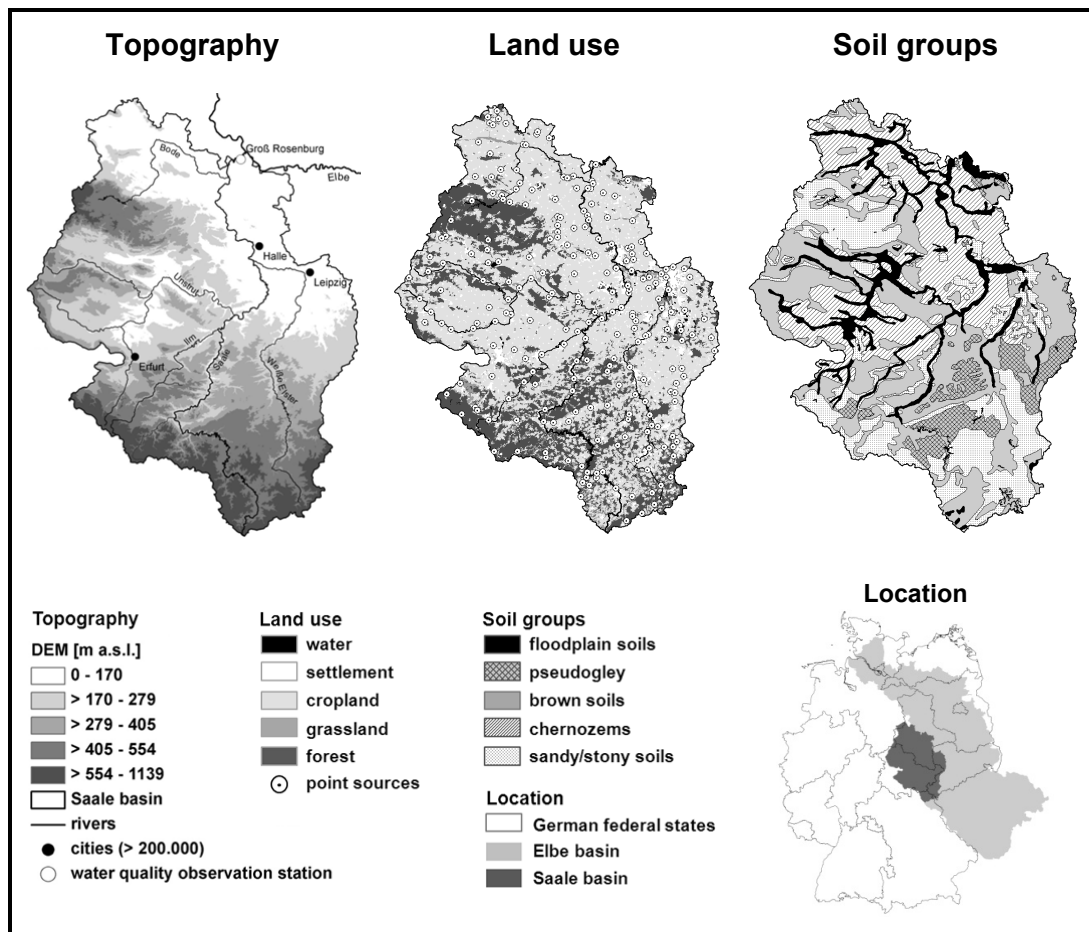 Topography
Land use
Soil groups
Groß Rosenburg
Bode
Elbe
Halle
Leipzig
Unstrut
Ilm
Saale
Erfurt
Weiße Elster
Location
Topography
DEM [m a.s.l.]
0 - 170
> 170 - 279
> 279 - 405
> 405 - 554
> 554 - 1139
Saale basin
rivers
cities (> 200.000)
water quality observation station
Land use
water
settlement
cropland
grassland
forest
point sources
Soil groups
floodplain soils
pseudogley
brown soils
chernozems
sandy/stony soils
Location
German federal states
Elbe basin
Saale basin